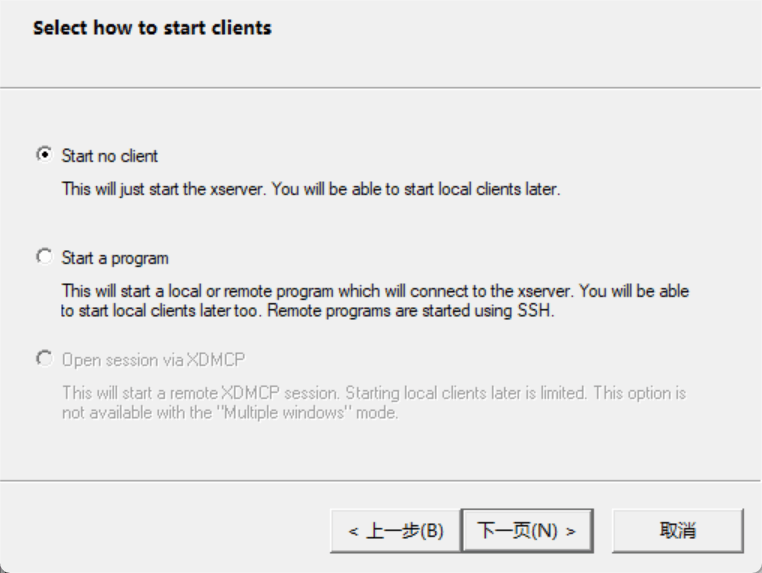 Select how to start clients
Start no client
This will just start the xserver. You will be able to start local clients later.
Start a program
This will start a local or remote program which will connect to the xserver. You will be able
to start local clients later too. Remote programs are started using SSH.
Open session via XDMCP
This will start a remote XDMCP session. Starting local clients later is limited. This option is
not available with the "Multiple windows" mode.
< 上一步(B) 下一页(N) > 取消